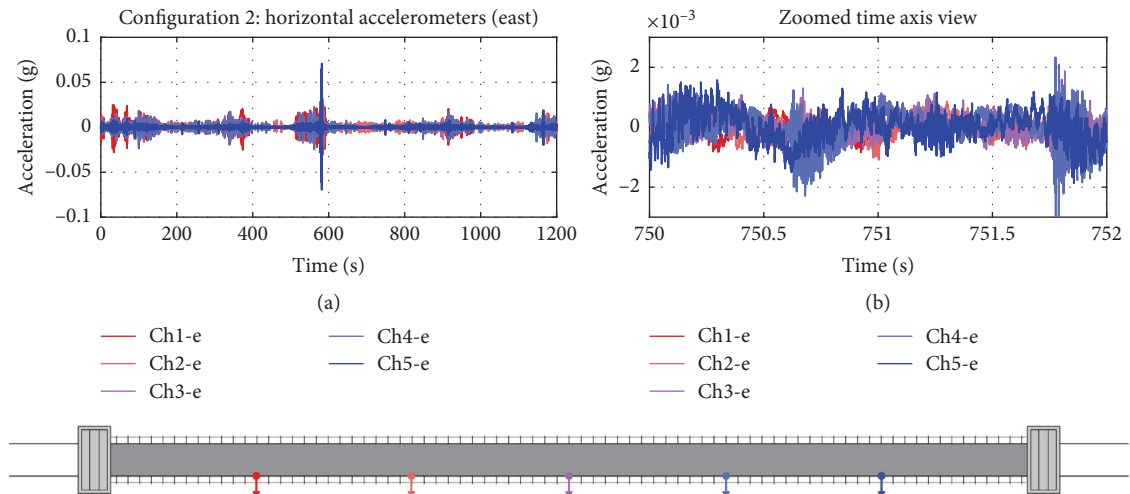 Configuration 2: horizontal accelerometers (east)
0.1
0.05
0
–0.05
–0.1
Acceleration (g)
0 200 400 600 800 1000 1200
Time (s)
(a)
Zoomed time axis view
×10⁻³
2
0
–2
Acceleration (g)
750 750.5 751 751.5 752
Time (s)
(b)
Ch1-e
Ch2-e
Ch3-e
Ch4-e
Ch5-e
Ch1-e
Ch2-e
Ch3-e
Ch4-e
Ch5-e